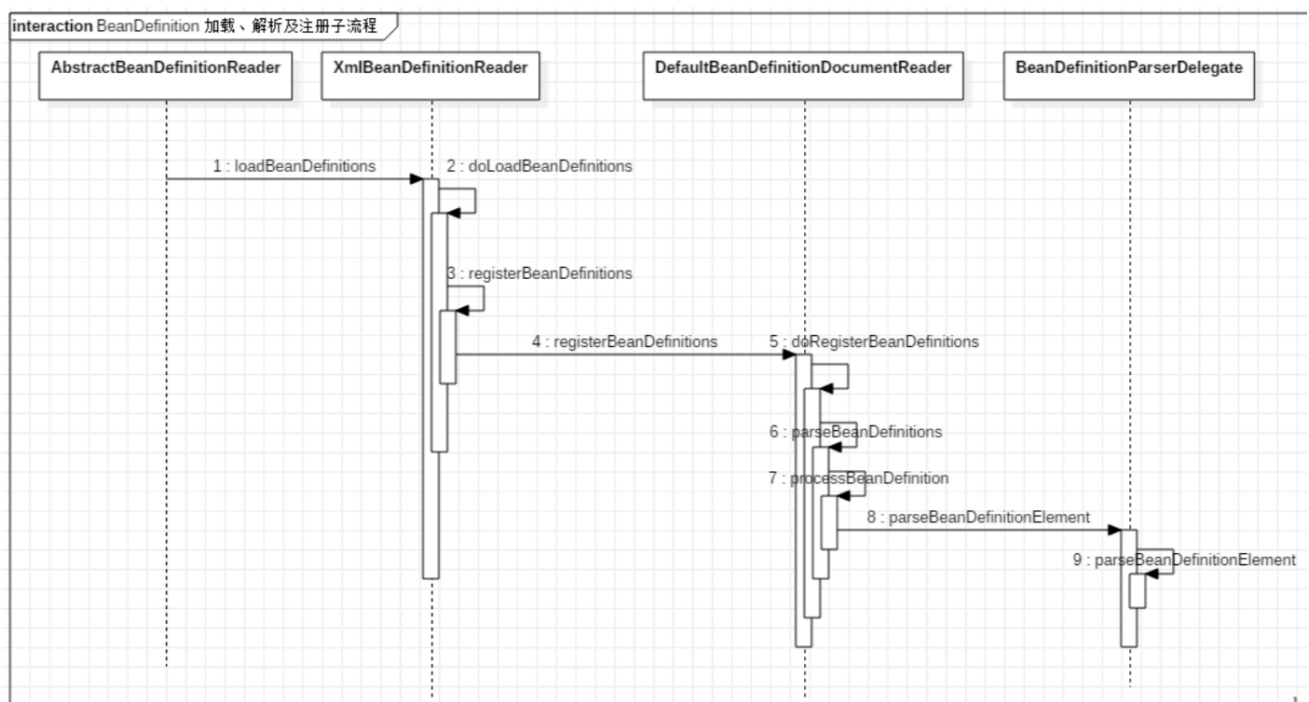 interaction BeanDefinition 加载、解析及注册子流程
AbstractBeanDefinitionReader
XmlBeanDefinitionReader
DefaultBeanDefinitionDocumentReader
BeanDefinitionParserDelegate
1 : loadBeanDefinitions
2 : doLoadBeanDefinitions
3 : registerBeanDefinitions
4 : registerBeanDefinitions
5 : doRegisterBeanDefinitions
6 : parseBeanDefinitions
7 : processBeanDefinition
8 : parseBeanDefinitionElement
9 : parseBeanDefinitionElement